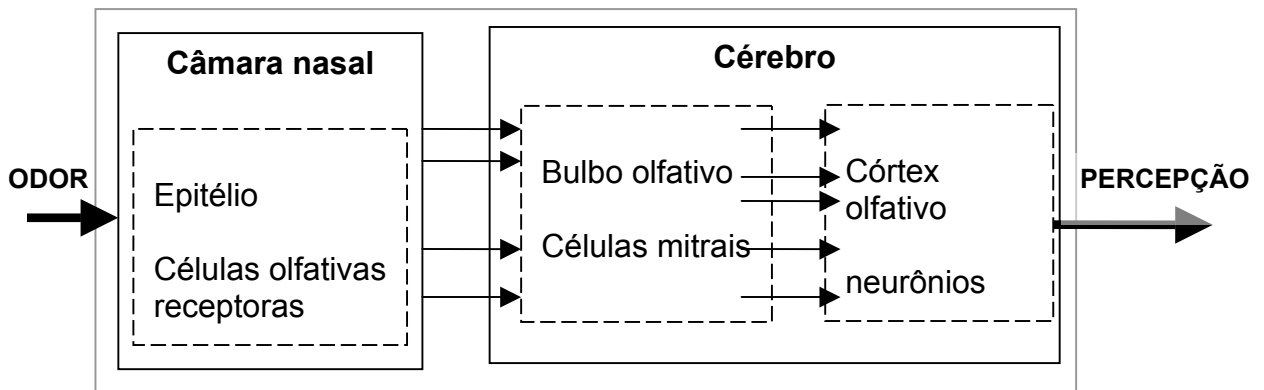 Câmara nasal
Cérebro
ODOR
Epitélio
Células olfativas
receptoras
Bulbo olfativo
Células mitrais
Córtex
olfativo
neurônios
PERCEPÇÃO